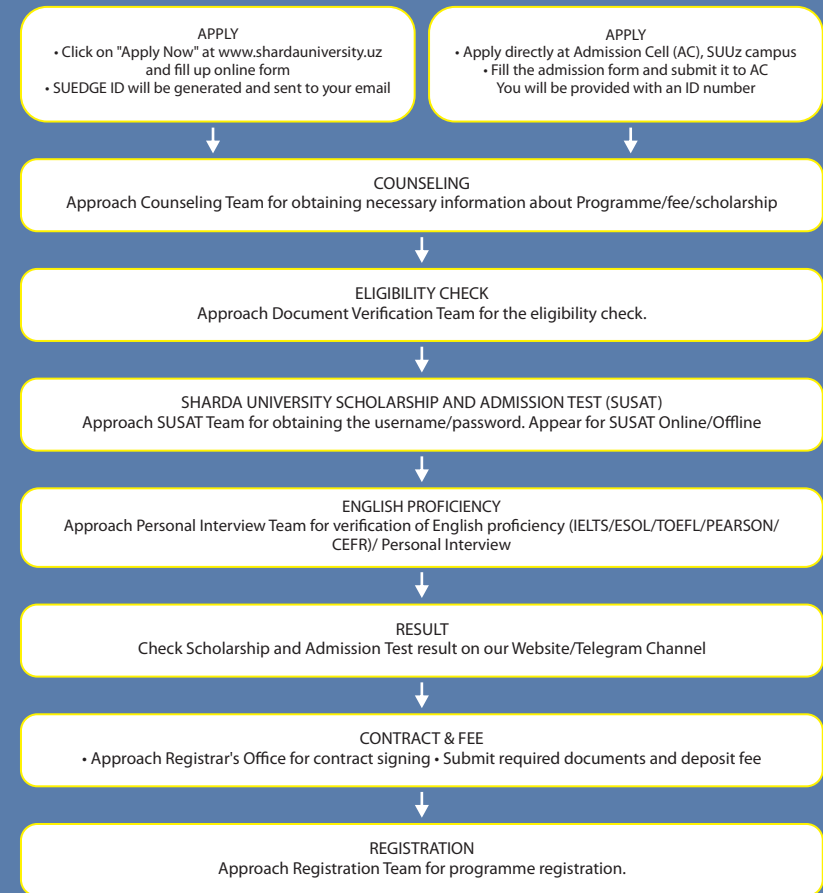 APPLY
• Click on "Apply Now" at www.shardauniversity.uz
and fill up online form
• SUEDGE ID will be generated and sent to your email
APPLY
• Apply directly at Admission Cell (AC), SUUz campus
• Fill the admission form and submit it to AC
You will be provided with an ID number
COUNSELING
Approach Counseling Team for obtaining necessary information about Programme/fee/scholarship
ELIGIBILITY CHECK
Approach Document Verification Team for the eligibility check.
SHARDA UNIVERSITY SCHOLARSHIP AND ADMISSION TEST (SUSAT)
Approach SUSAT Team for obtaining the username/password. Appear for SUSAT Online/Offline
ENGLISH PROFICIENCY
Approach Personal Interview Team for verification of English proficiency (IELTS/ESOL/TOEFL/PEARSON/
CEFR)/ Personal Interview
RESULT
Check Scholarship and Admission Test result on our Website/Telegram Channel
CONTRACT & FEE
• Approach Registrar's Office for contract signing • Submit required documents and deposit fee
REGISTRATION
Approach Registration Team for programme registration.